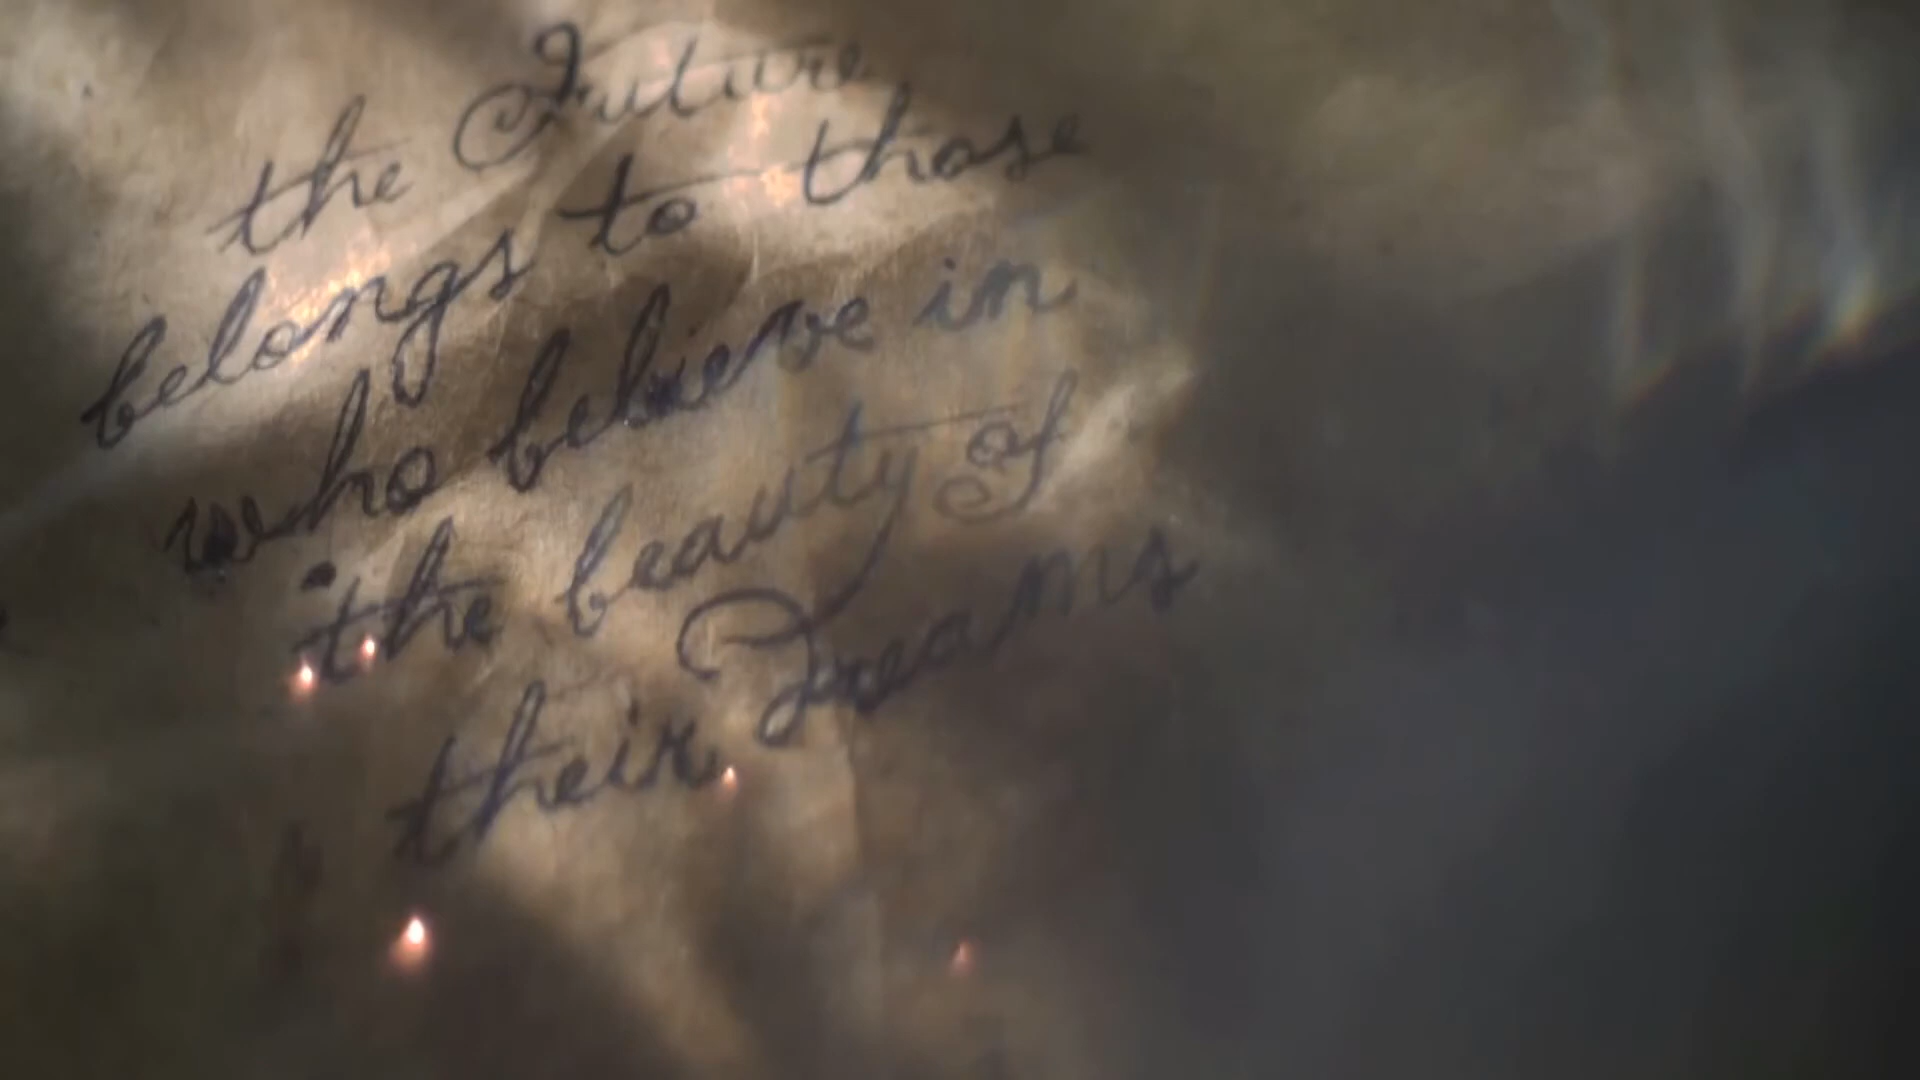 the Future
belongs to those
who believe in
the beauty of
their Dreams